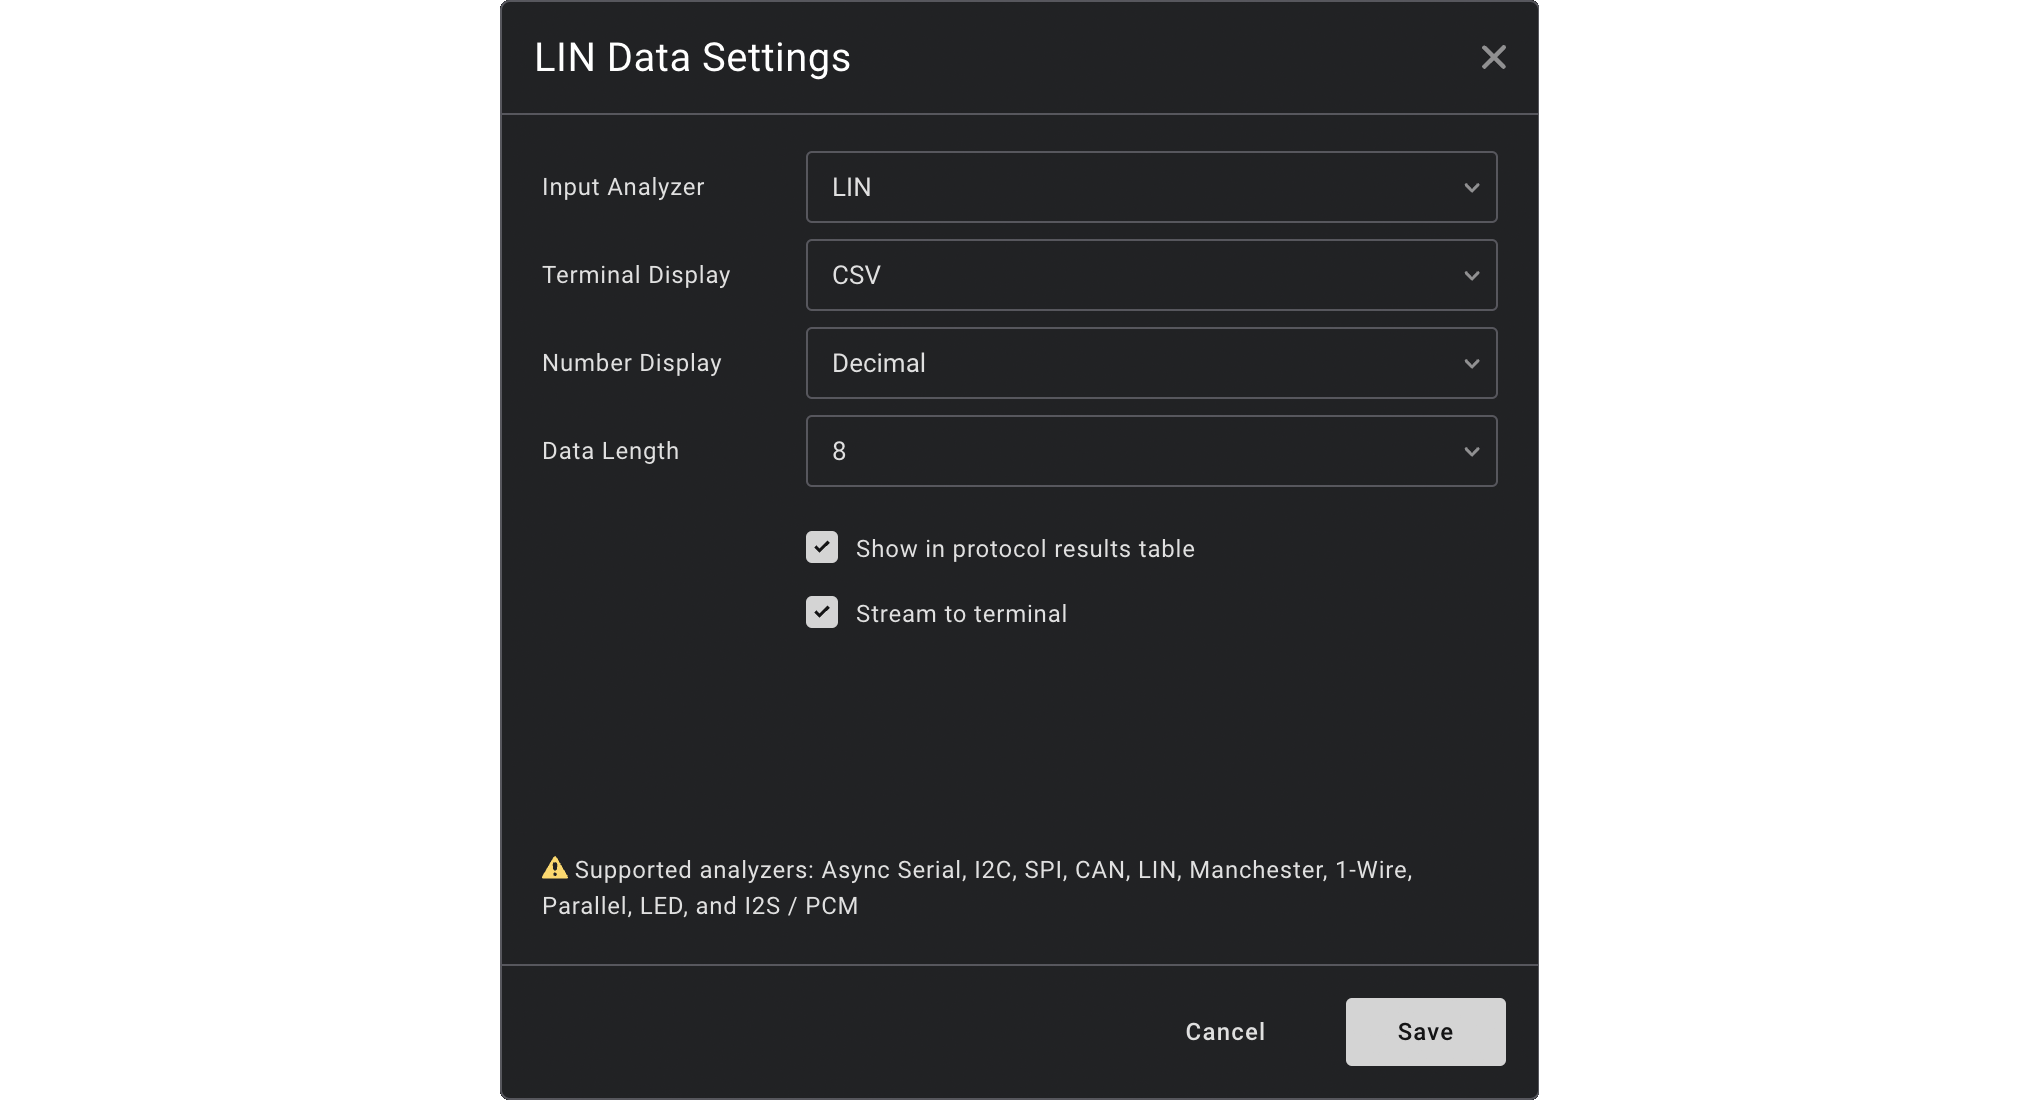 LIN Data Settings
Input Analyzer
LIN
Terminal Display
CSV
Number Display
Decimal
Data Length
8
Show in protocol results table
Stream to terminal
Supported analyzers: Async Serial, I2C, SPI, CAN, LIN, Manchester, 1-Wire,
Parallel, LED, and I2S / PCM
Cancel
Save